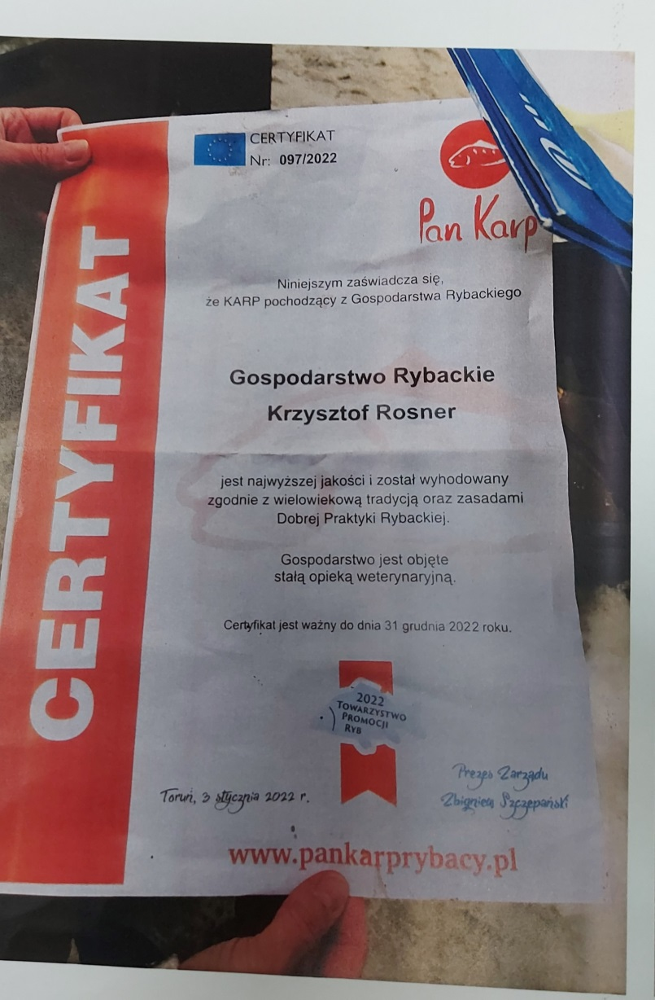 CERTYFIKAT
CERTYFIKAT
Nr: 097/2022
Pan Karp
Niniejszym zaświadcza się,
że KARP pochodzący z Gospodarstwa Rybackiego
Gospodarstwo Rybackie
Krzysztof Rosner
jest najwyższej jakości i został wyhodowany
zgodnie z wielowiekową tradycją oraz zasadami
Dobrej Praktyki Rybackiej.
Gospodarstwo jest objęte
stałą opieką weterynaryjną.
Certyfikat jest ważny do dnia 31 grudnia 2022 roku.
2022
TOWARZYSTWO
PROMOCJI
RYB
Toruń, 3 stycznia 2022 r.
Prezes Zarządu
Zbigniew Szczepański
www.pankarprybacy.pl